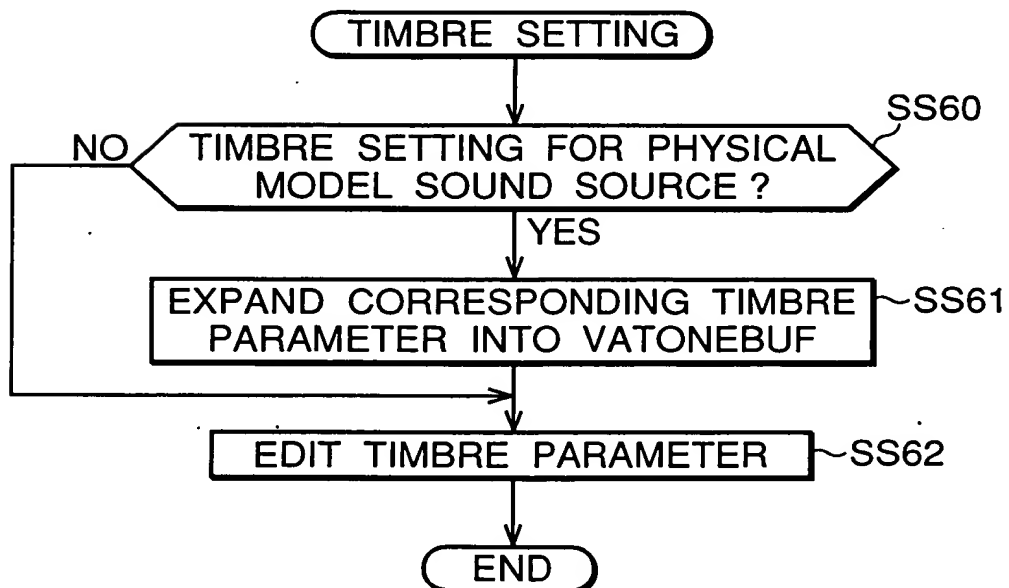 TIMBRE SETTING
SS60
NO
TIMBRE SETTING FOR PHYSICAL
MODEL SOUND SOURCE ?
YES
EXPAND CORRESPONDING TIMBRE
PARAMETER INTO VATONEBUF
SS61
EDIT TIMBRE PARAMETER
SS62
END